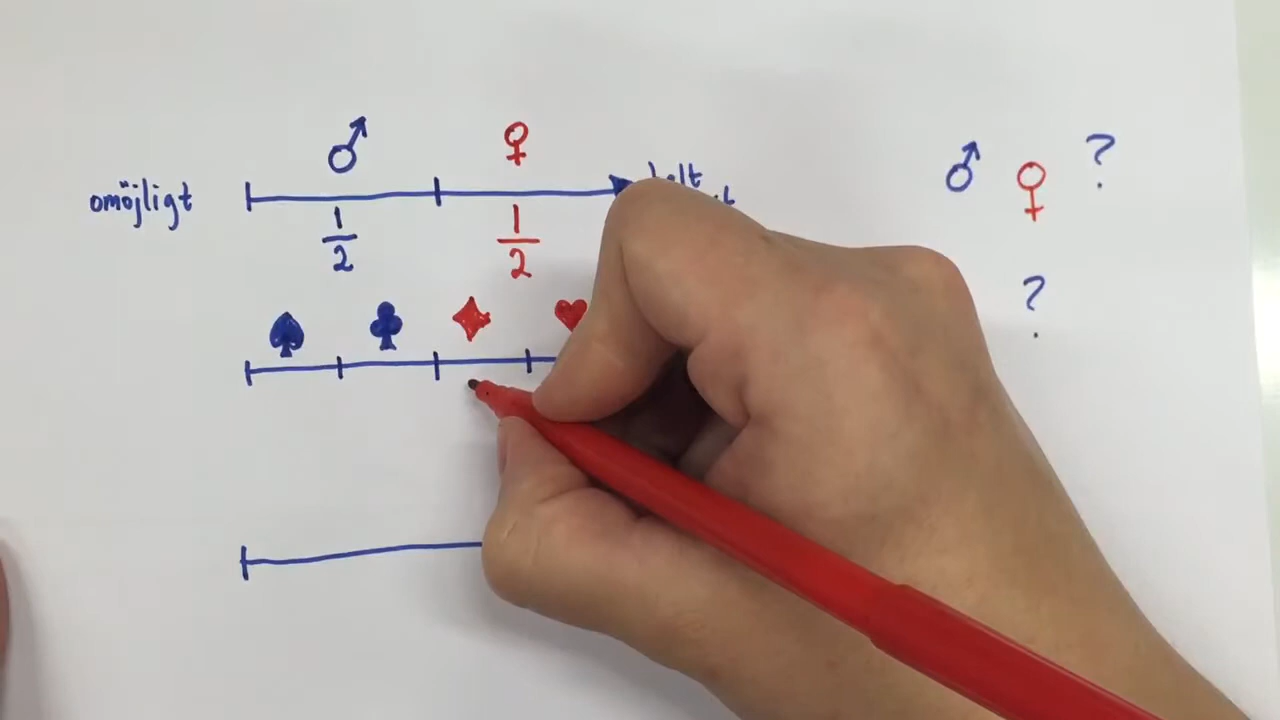 omöjligt
♂ ♀
1/2 1/2
♠ ♣ ♦ ♥
♂ ♀ ?
?